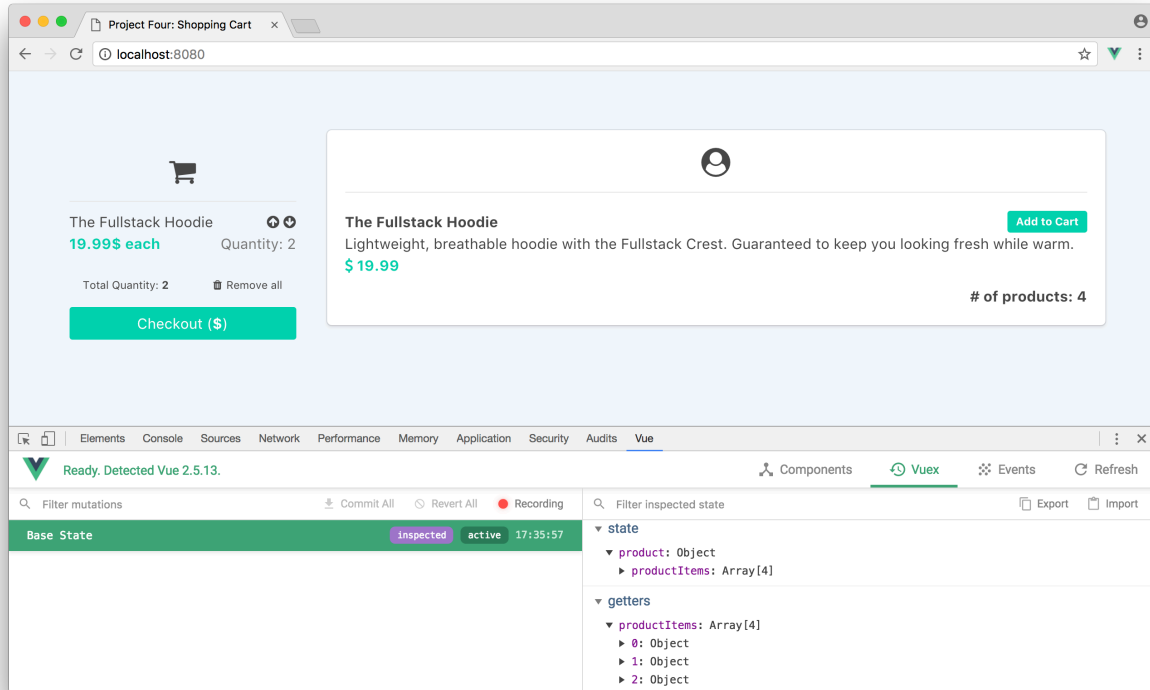 Project Four: Shopping Cart
localhost:8080
The Fullstack Hoodie
19.99$ each Quantity: 2
Total Quantity: 2 Remove all
Checkout ($)
The Fullstack Hoodie Add to Cart
Lightweight, breathable hoodie with the Fullstack Crest. Guaranteed to keep you looking fresh while warm.
$ 19.99
# of products: 4
Elements Console Sources Network Performance Memory Application Security Audits Vue
Ready. Detected Vue 2.5.13. Components Vuex Events Refresh
Filter mutations Commit All Revert All Recording
Base State inspected active 17:35:57
Filter inspected state Export Import
state
product: Object
productItems: Array[4]
getters
productItems: Array[4]
0: Object
1: Object
2: Object